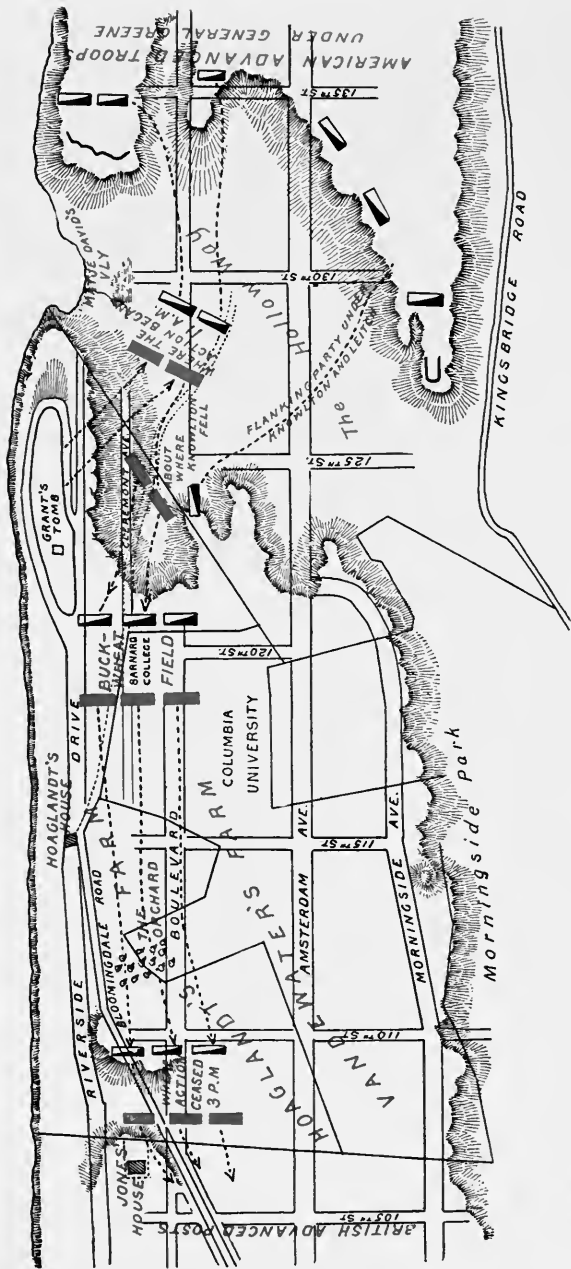 AMERICAN ADVANCED TROOPS
UNDER GENERAL GREENE
135TH ST.
MATJE DAVID'S
VLY
130TH ST.
WHERE THE
ACTION BEGAN
11 A.M.
The Hollow Way
FLANKING PARTY UNDER
KNOWLTON AND LEITCH
KINGSBRIDGE ROAD
ABOUT
WHERE
KNOWLTON
FELL
125TH ST.
CLAREMONT AVE.
GRANT'S
TOMB
BUCK-
WHEAT
FIELD
BARNARD
COLLEGE
120TH ST.
COLUMBIA
UNIVERSITY
HOAGLANDT'S
HOUSE
RIVERSIDE DRIVE
BLOOMINGDALE ROAD
THE
ORCHARD
BOULEVARD
115TH ST.
AMSTERDAM AVE.
MORNINGSIDE AVE.
Morningside Park
HOAGLANDT'S FARM
VANDEWATER'S FARM
110TH ST.
ACTION
CEASED
3 P.M
JONES'
HOUSE
105TH ST.
BRITISH ADVANCED POSTS